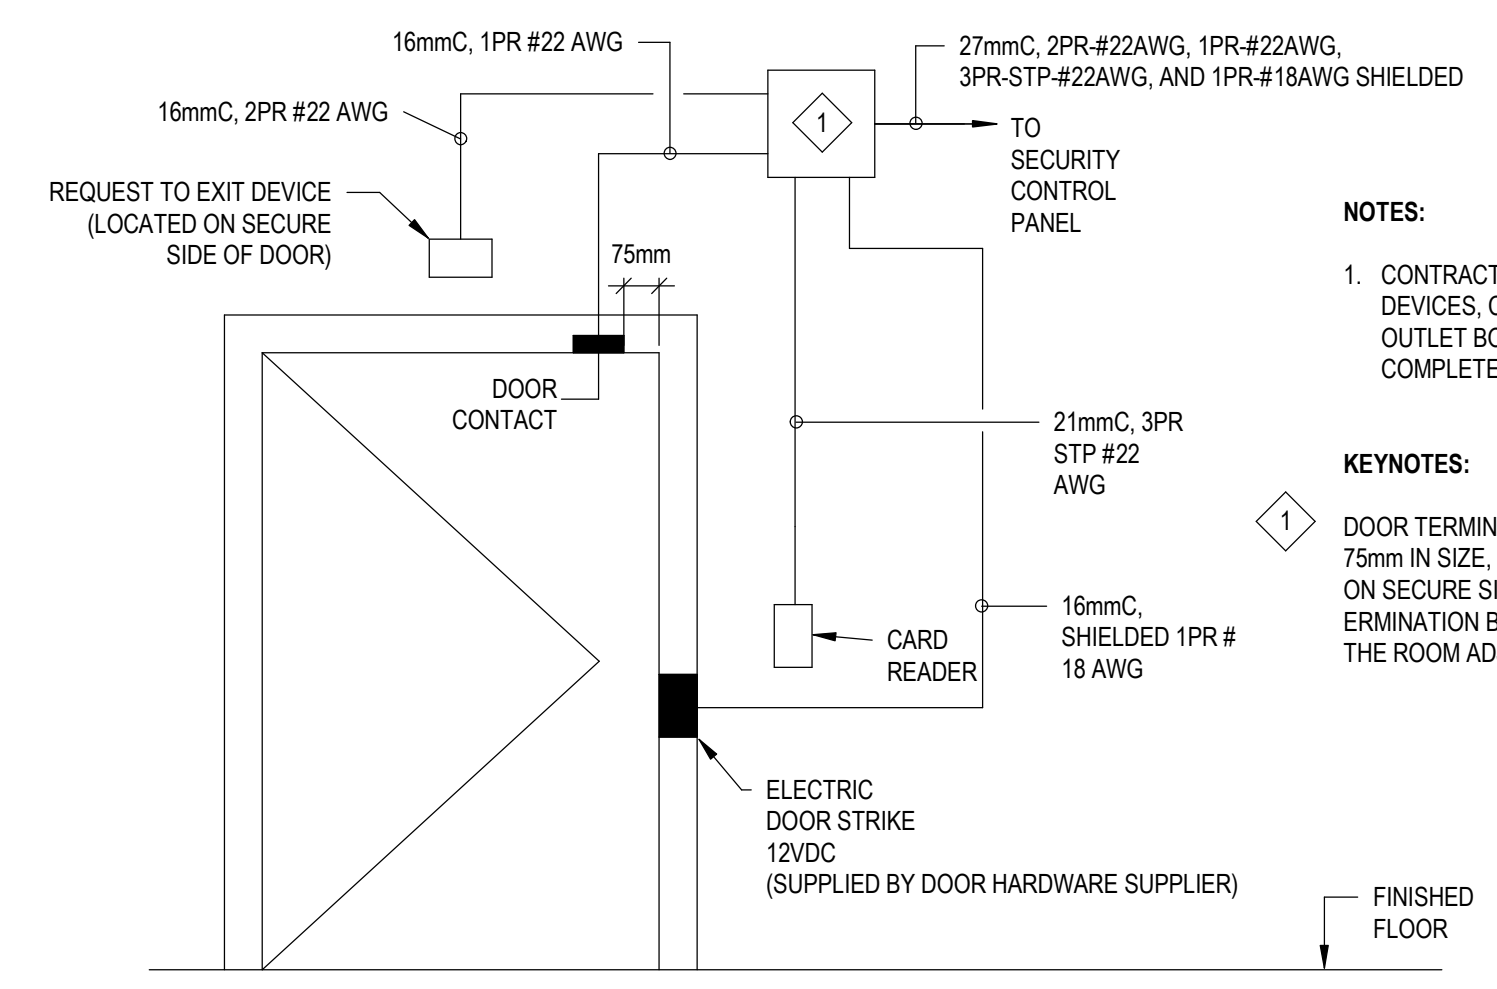 16mmC, 1PR #22 AWG
27mmC, 2PR-#22AWG, 1PR-#22AWG,
3PR-STP-#22AWG, AND 1PR-#18AWG SHIELDED
16mmC, 2PR #22 AWG
1
TO
SECURITY
CONTROL
PANEL
REQUEST TO EXIT DEVICE
(LOCATED ON SECURE
SIDE OF DOOR)
75mm
DOOR
CONTACT
21mmC, 3PR
STP #22
AWG
16mmC,
SHIELDED 1PR #
18 AWG
CARD
READER
ELECTRIC
DOOR STRIKE
12VDC
(SUPPLIED BY DOOR HARDWARE SUPPLIER)
FINISHED
FLOOR
NOTES:
1. CONTRACT
DEVICES,
OUTLET
COMPLETE
KEYNOTES:
1
DOOR TERMIN
75mm IN SIZE,
ON SECURE
ERMINATION
THE ROOM